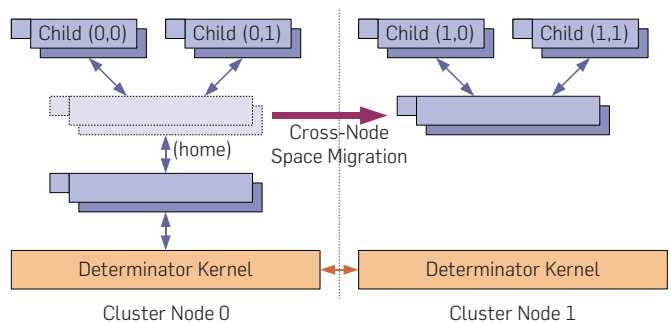 Child (0,0) Child (0,1) Child (1,0) Child (1,1)
Cross-Node
(home)
Space Migration
Determinator Kernel Determinator Kernel
Cluster Node 0 Cluster Node 1